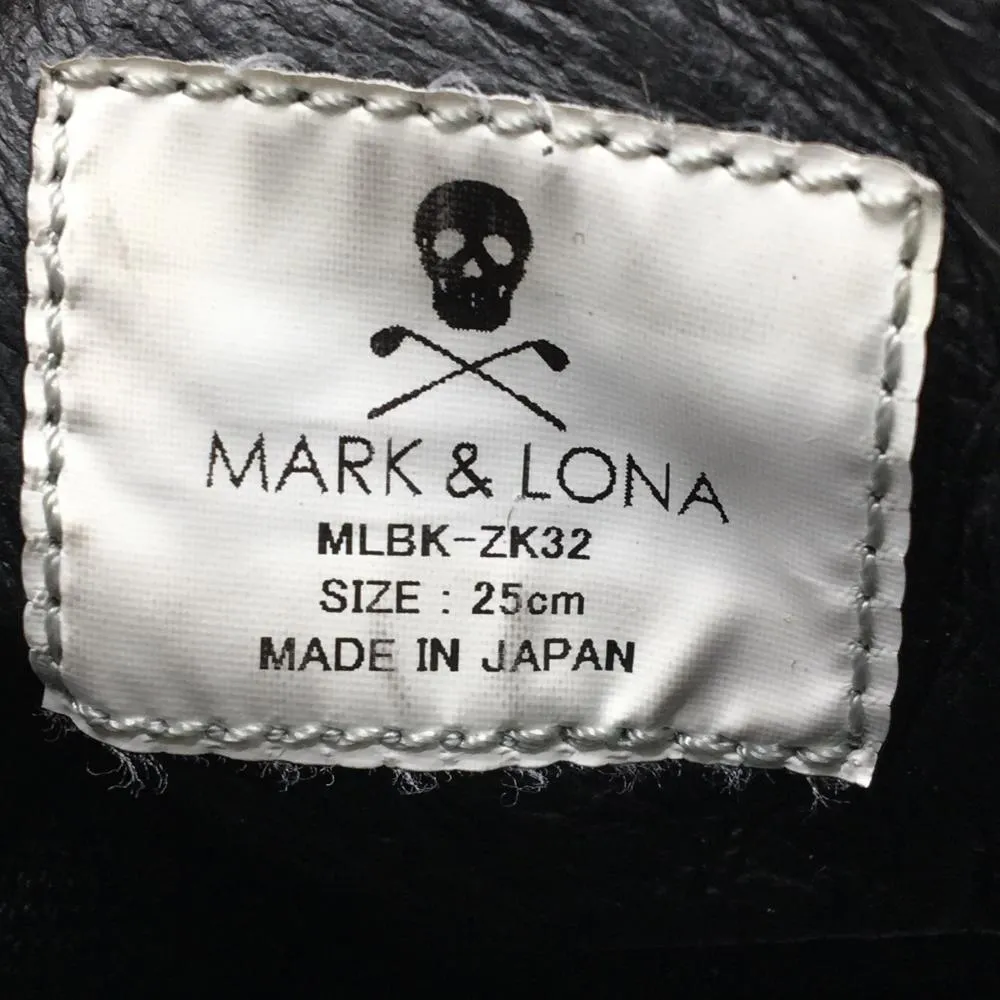 MARK & LONA
MLBK-ZK32
SIZE : 25cm
MADE IN JAPAN